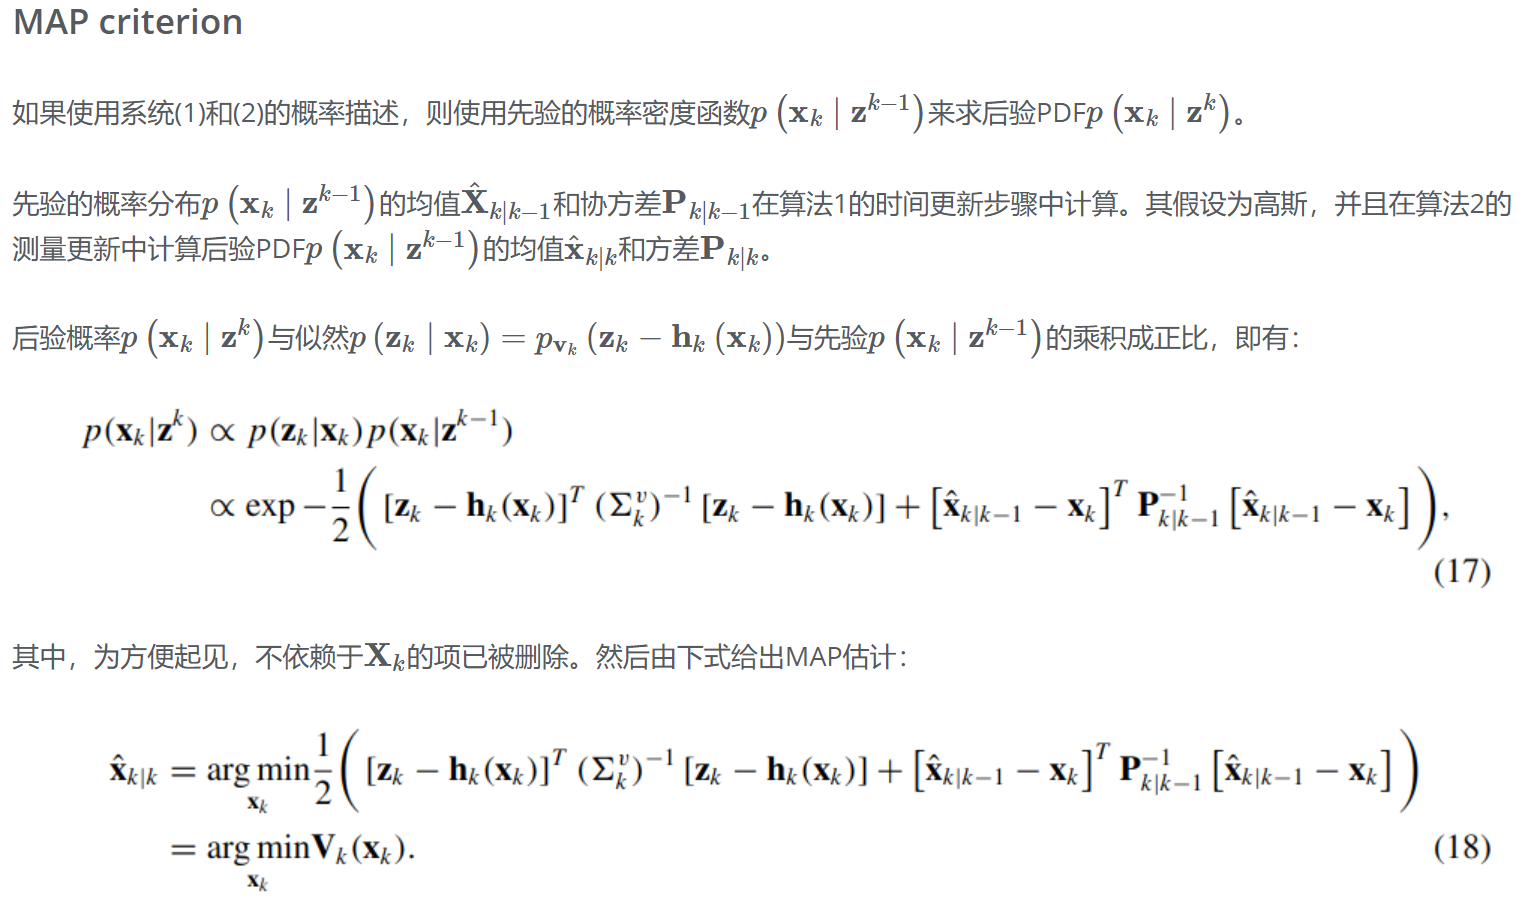 MAP criterion
如果使用系统(1)和(2)的概率描述，则使用先验的概率密度函数$p\left(\mathbf{x}_k \mid \mathbf{z}^{k-1}\right)$来求后验PDF$p\left(\mathbf{x}_k \mid \mathbf{z}^k\right)$。
先验的概率分布$p\left(\mathbf{x}_k \mid \mathbf{z}^{k-1}\right)$的均值$\hat{\mathbf{X}}_{k|k-1}$和协方差$\mathbf{P}_{k|k-1}$在算法1的时间更新步骤中计算。其假设为高斯，并且在算法2的
测量更新中计算后验PDF$p\left(\mathbf{x}_k \mid \mathbf{z}^{k-1}\right)$的均值$\hat{\mathbf{x}}_{k|k}$和方差$\mathbf{P}_{k|k}$。
后验概率$p\left(\mathbf{x}_k \mid \mathbf{z}^k\right)$与似然$p\left(\mathbf{z}_k \mid \mathbf{x}_k\right) = p_{\mathbf{v}_k}\left(\mathbf{z}_k - \mathbf{h}_k\left(\mathbf{x}_k\right)\right)$与先验$p\left(\mathbf{x}_k \mid \mathbf{z}^{k-1}\right)$的乘积成正比，即有：
$p(\mathbf{x}_k|\mathbf{z}^k) \propto p(\mathbf{z}_k|\mathbf{x}_k)p(\mathbf{x}_k|\mathbf{z}^{k-1})$
$\propto \exp -\frac{1}{2}\left([\mathbf{z}_k - \mathbf{h}_k(\mathbf{x}_k)]^T (\Sigma_k^v)^{-1} [\mathbf{z}_k - \mathbf{h}_k(\mathbf{x}_k)] + \left[\hat{\mathbf{x}}_{k|k-1} - \mathbf{x}_k\right]^T \mathbf{P}_{k|k-1}^{-1} \left[\hat{\mathbf{x}}_{k|k-1} - \mathbf{x}_k\right]\right),$
(17)
其中，为方便起见，不依赖于$\mathbf{X}_k$的项已被删除。然后由下式给出MAP估计：
$\hat{\mathbf{x}}_{k|k} = \underset{\mathbf{x}_k}{\arg\min} \frac{1}{2}\left([\mathbf{z}_k - \mathbf{h}_k(\mathbf{x}_k)]^T (\Sigma_k^v)^{-1} [\mathbf{z}_k - \mathbf{h}_k(\mathbf{x}_k)] + \left[\hat{\mathbf{x}}_{k|k-1} - \mathbf{x}_k\right]^T \mathbf{P}_{k|k-1}^{-1} \left[\hat{\mathbf{x}}_{k|k-1} - \mathbf{x}_k\right]\right)$
$= \underset{\mathbf{x}_k}{\arg\min} \mathbf{V}_k(\mathbf{x}_k).$ (18)